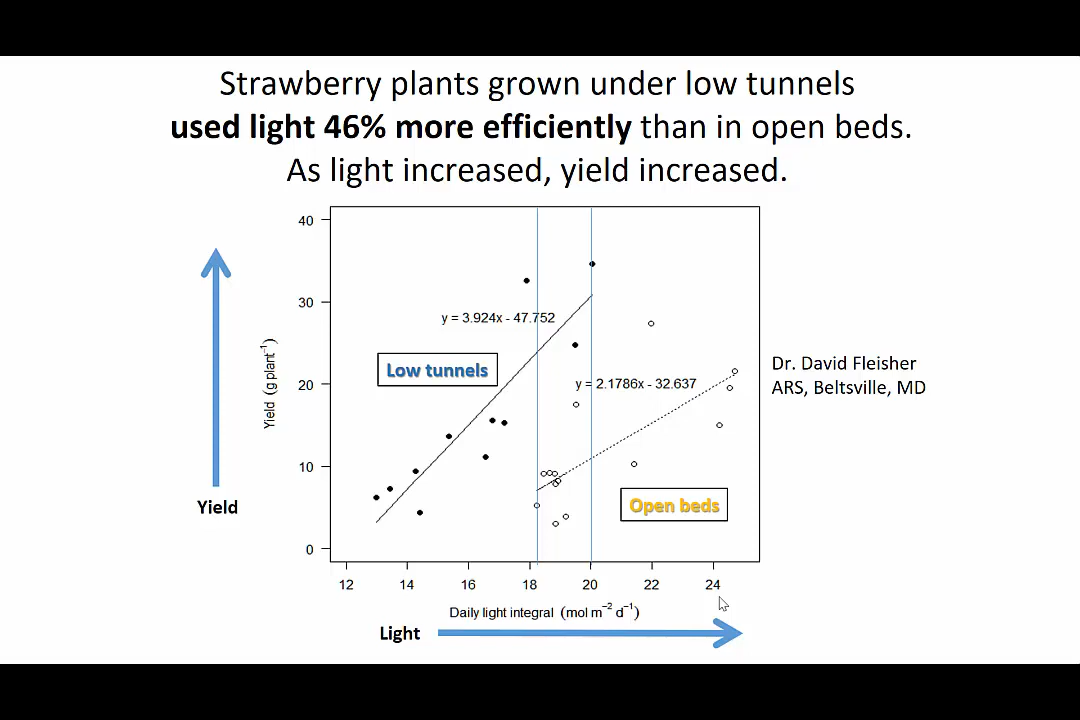 Strawberry plants grown under low tunnels
used light 46% more efficiently than in open beds.
As light increased, yield increased.
40
30
20
10
0
Yield (g plant⁻¹)
y = 3.924x - 47.752
Low tunnels
y = 2.1786x - 32.637
Open beds
Dr. David Fleisher
ARS, Beltsville, MD
Yield
12 14 16 18 20 22 24
Daily light integral (mol m⁻² d⁻¹)
Light